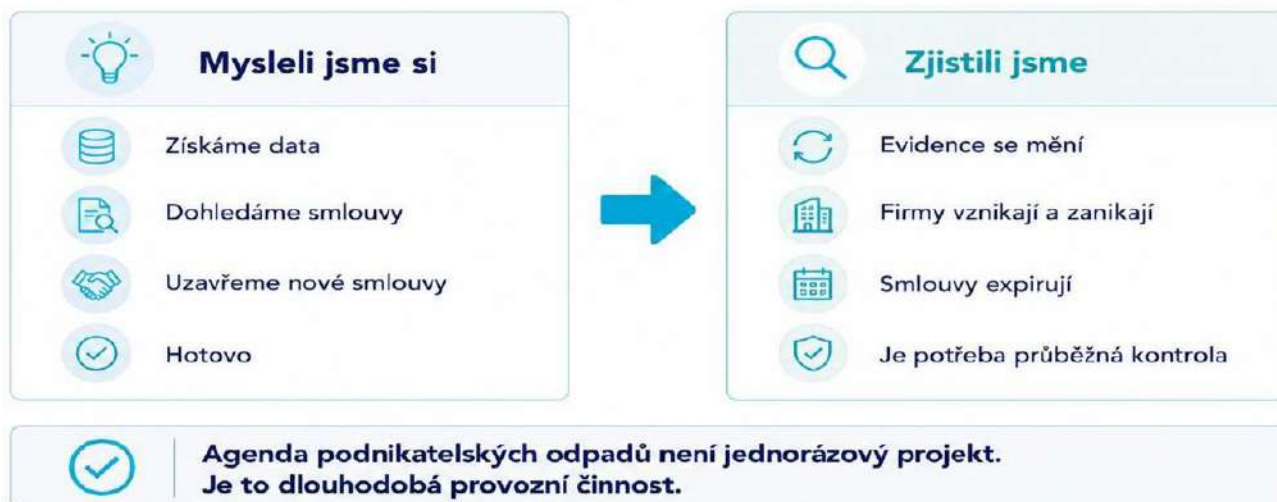 Mysleli jsme si
Získáme data
Dohledáme smlouvy
Uzavřeme nové smlouvy
Hotovo
Zjistili jsme
Evidence se mění
Firmy vznikají a zanikají
Smlouvy expirují
Je potřeba průběžná kontrola
Agenda podnikatelských odpadů není jednorázový projekt.
Je to dlouhodobá provozní činnost.